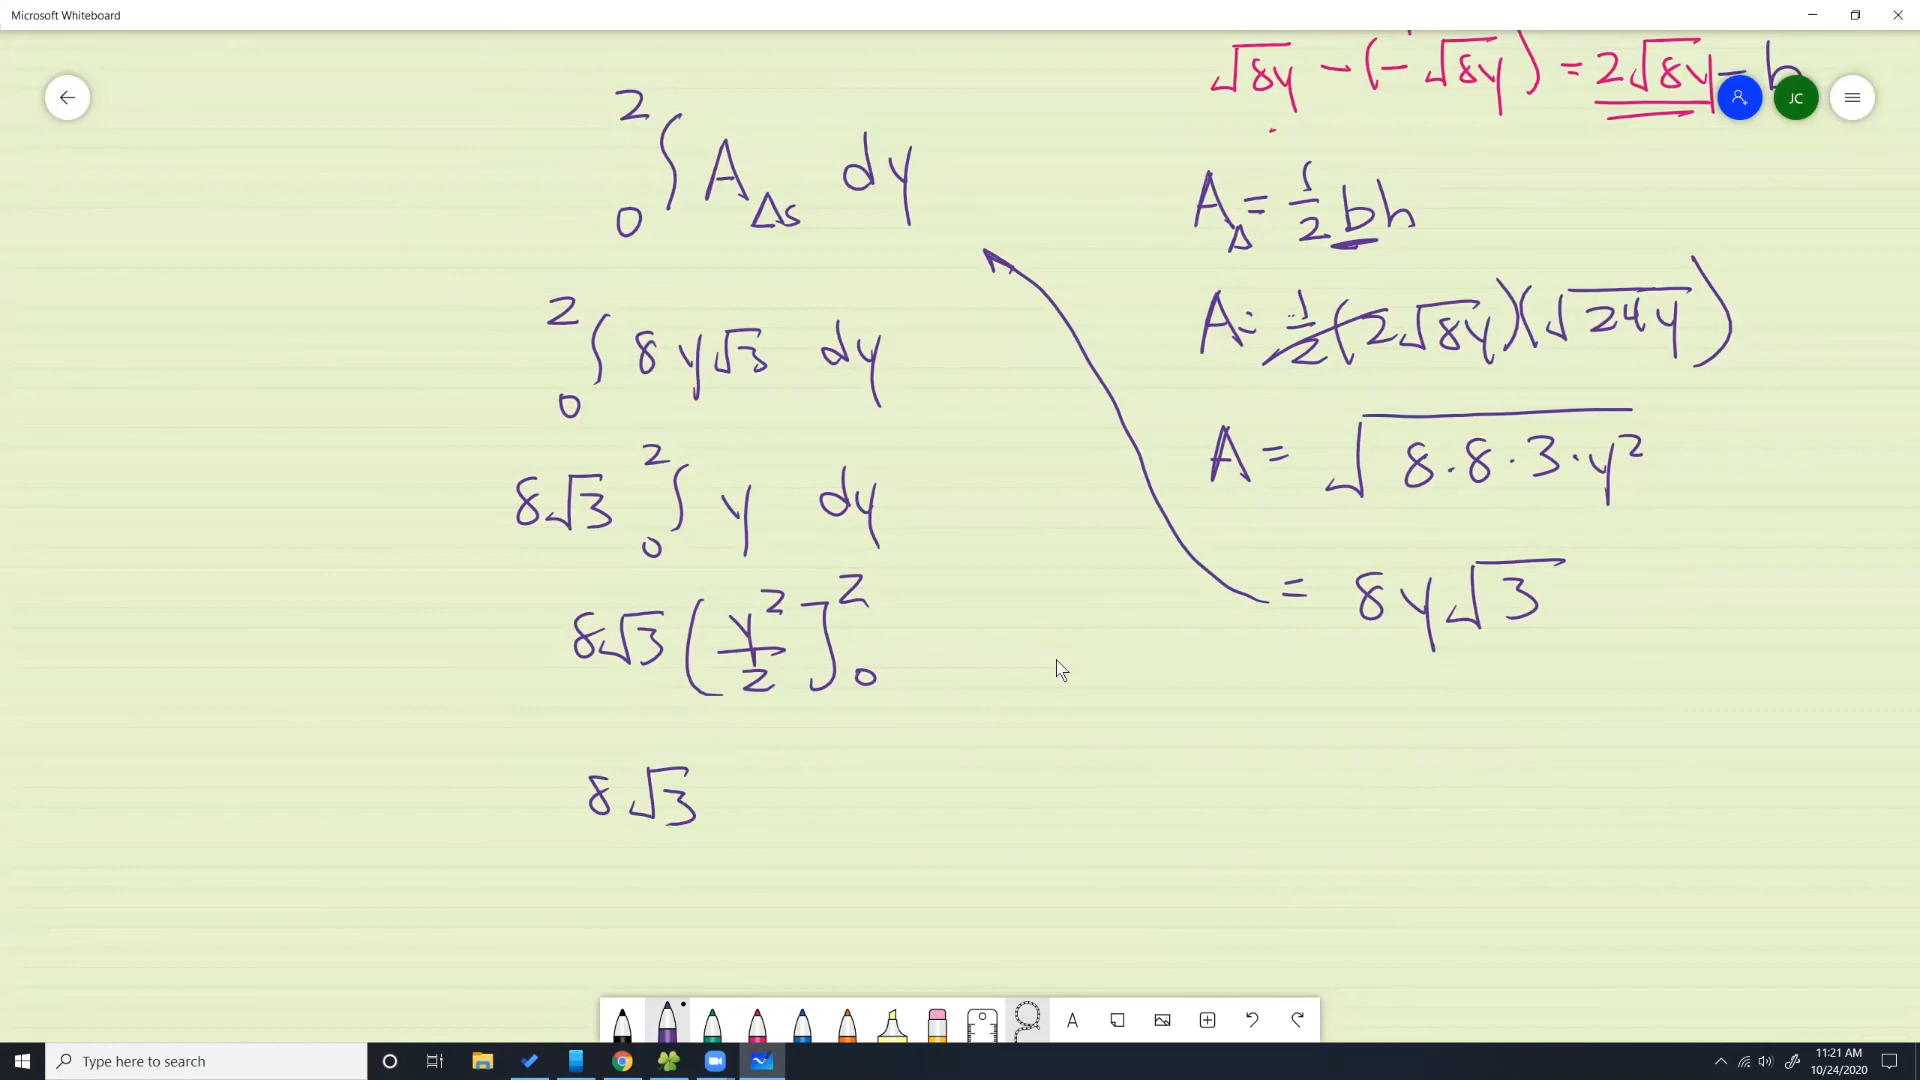 Microsoft Whiteboard
√8y - (-√8y) = 2√8y = b
JC
2
∫ A△s dy
0
A△ = 1/2 bh
A = 1/2 (2√8y)(√24y)
2
∫ 8y√3 dy
0
A = √8·8·3·y²
8√3 ∫₀² y dy
= 8y√3
8√3 (y²/2]₀²
8√3
A
Type here to search
11:21 AM
10/24/2020